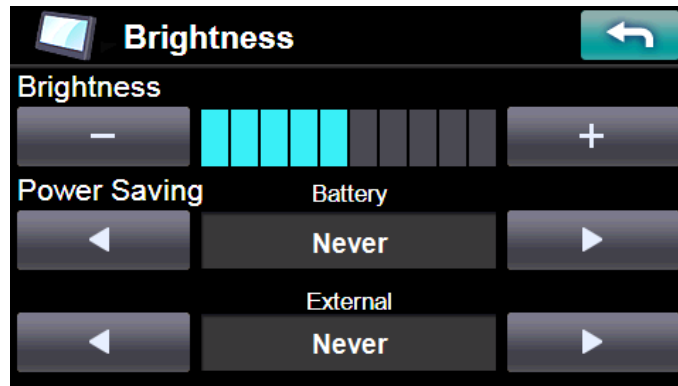 Brightness
Brightness
− +
Power Saving Battery
Never
External
Never